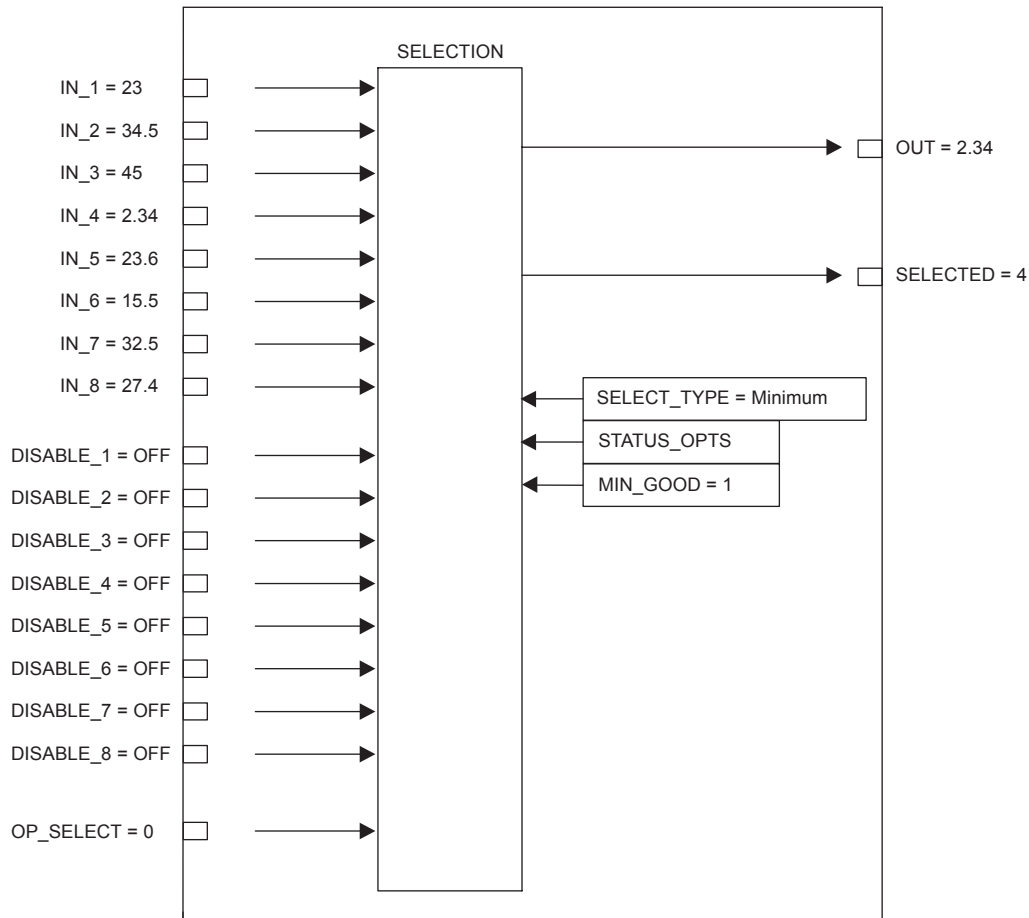 SELECTION
IN_1 = 23
IN_2 = 34.5
IN_3 = 45
IN_4 = 2.34
IN_5 = 23.6
IN_6 = 15.5
IN_7 = 32.5
IN_8 = 27.4
DISABLE_1 = OFF
DISABLE_2 = OFF
DISABLE_3 = OFF
DISABLE_4 = OFF
DISABLE_5 = OFF
DISABLE_6 = OFF
DISABLE_7 = OFF
DISABLE_8 = OFF
OP_SELECT = 0
OUT = 2.34
SELECTED = 4
SELECT_TYPE = Minimum
STATUS_OPTS
MIN_GOOD = 1